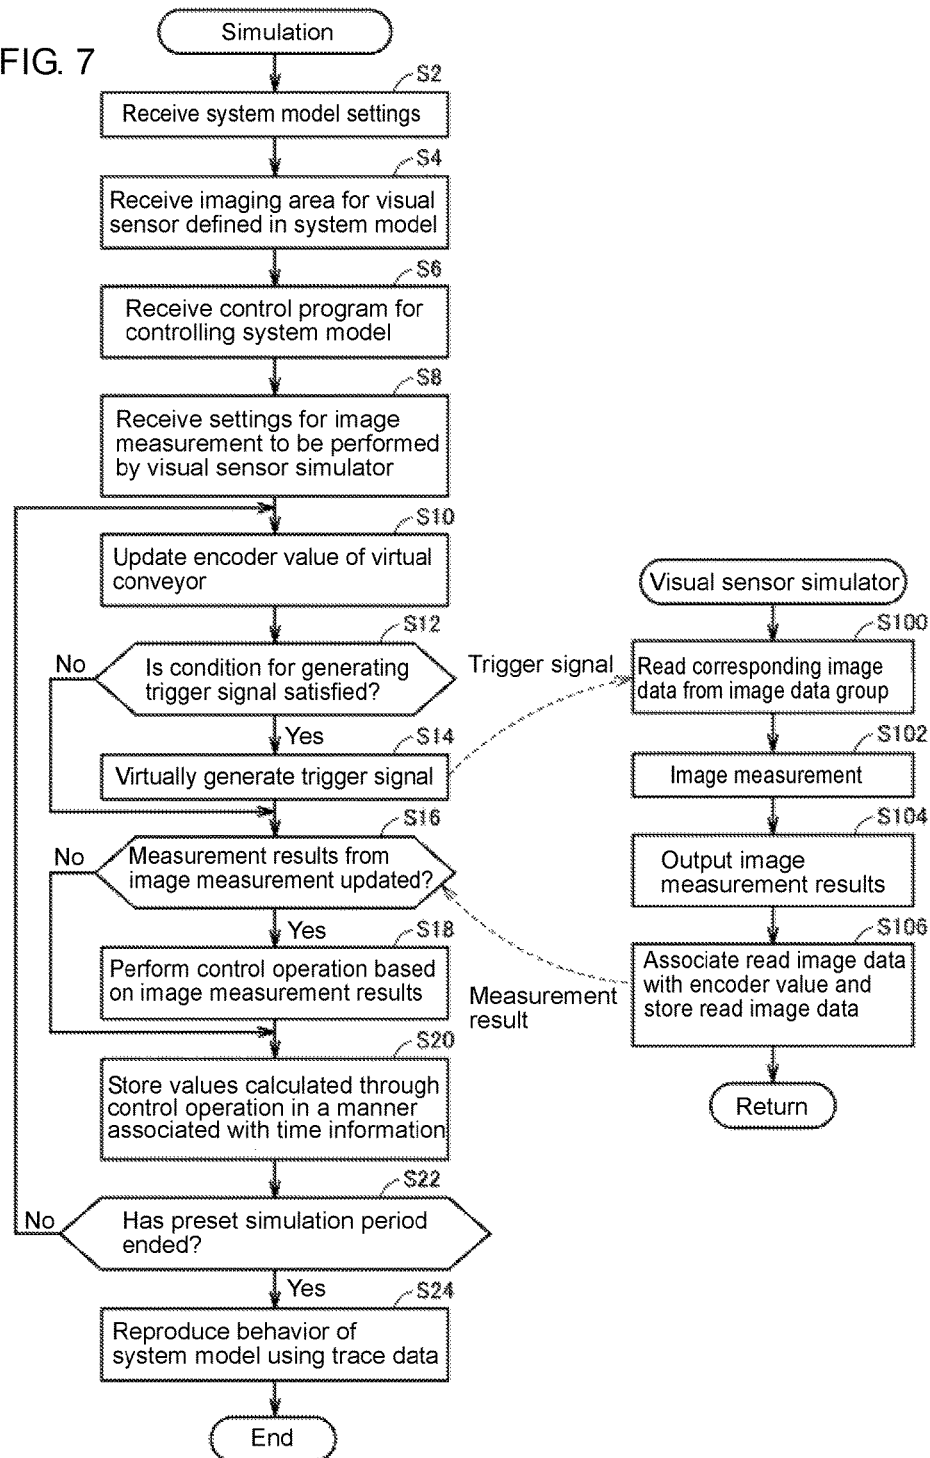 FIG. 7
Simulation
S2
Receive system model settings
S4
Receive imaging area for visual
sensor defined in system model
S6
Receive control program for
controlling system model
S8
Receive settings for image
measurement to be performed
by visual sensor simulator
S10
Update encoder value of virtual
conveyor
S12
No
Is condition for generating
trigger signal satisfied?
Yes
S14
Virtually generate trigger signal
S16
No
Measurement results from
image measurement updated?
Yes
S18
Perform control operation based
on image measurement results
S20
Store values calculated through
control operation in a manner
associated with time information
S22
No
Has preset simulation period
ended?
Yes
S24
Reproduce behavior of
system model using trace data
End
Trigger signal
Measurement
result
Visual sensor simulator
S100
Read corresponding image
data from image data group
S102
Image measurement
S104
Output image
measurement results
S106
Associate read image data
with encoder value and
store read image data
Return